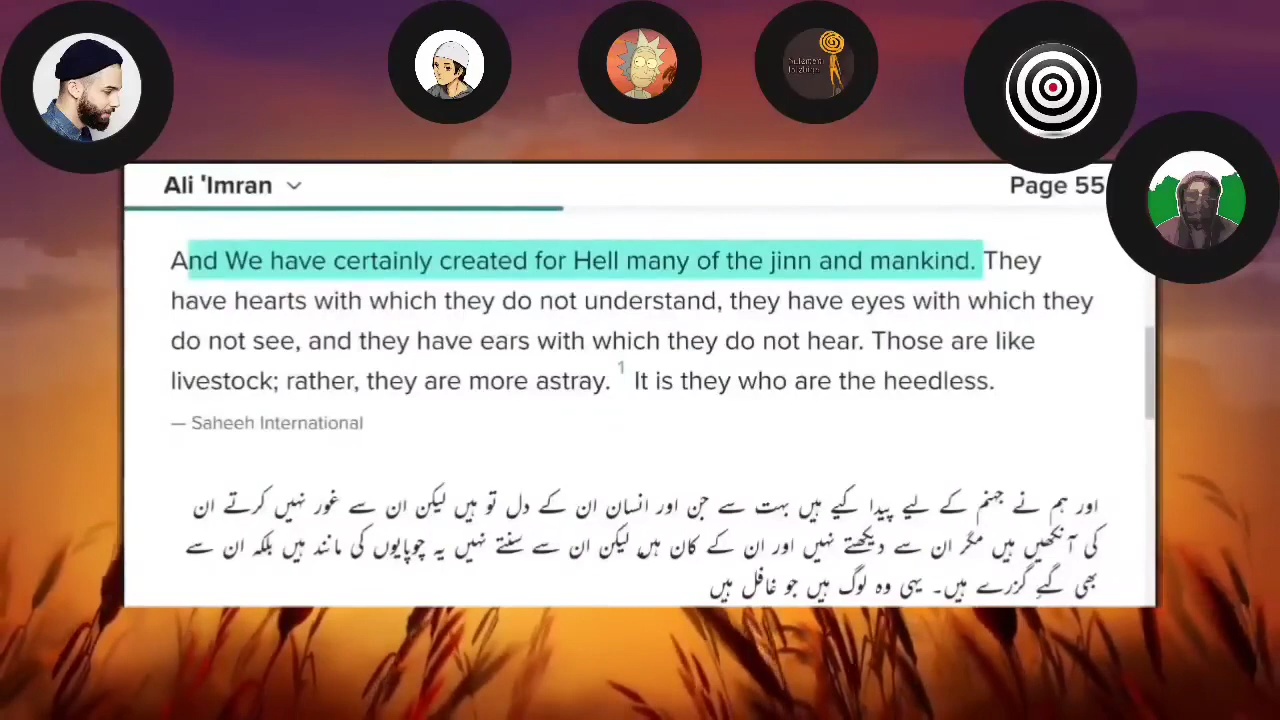 Ali 'Imran
Page 55
And We have certainly created for Hell many of the jinn and mankind. They
have hearts with which they do not understand, they have eyes with which they
do not see, and they have ears with which they do not hear. Those are like
livestock; rather, they are more astray. 1 It is they who are the heedless.
— Saheeh International
اور ہم نے جہنم کے لیے پیدا کیے ہیں بہت سے جن اور انسان ان کے دل تو ہیں لیکن ان سے غور نہیں کرتے ان
کی آنکھیں ہیں مگر ان سے دیکھتے نہیں اور ان کے کان ہیں لیکن ان سے سنتے نہیں یہ چوپایوں کی مانند ہیں بلکہ ان سے
بھی گئے گزرے ہیں۔ یہی وہ لوگ ہیں جو غافل ہیں